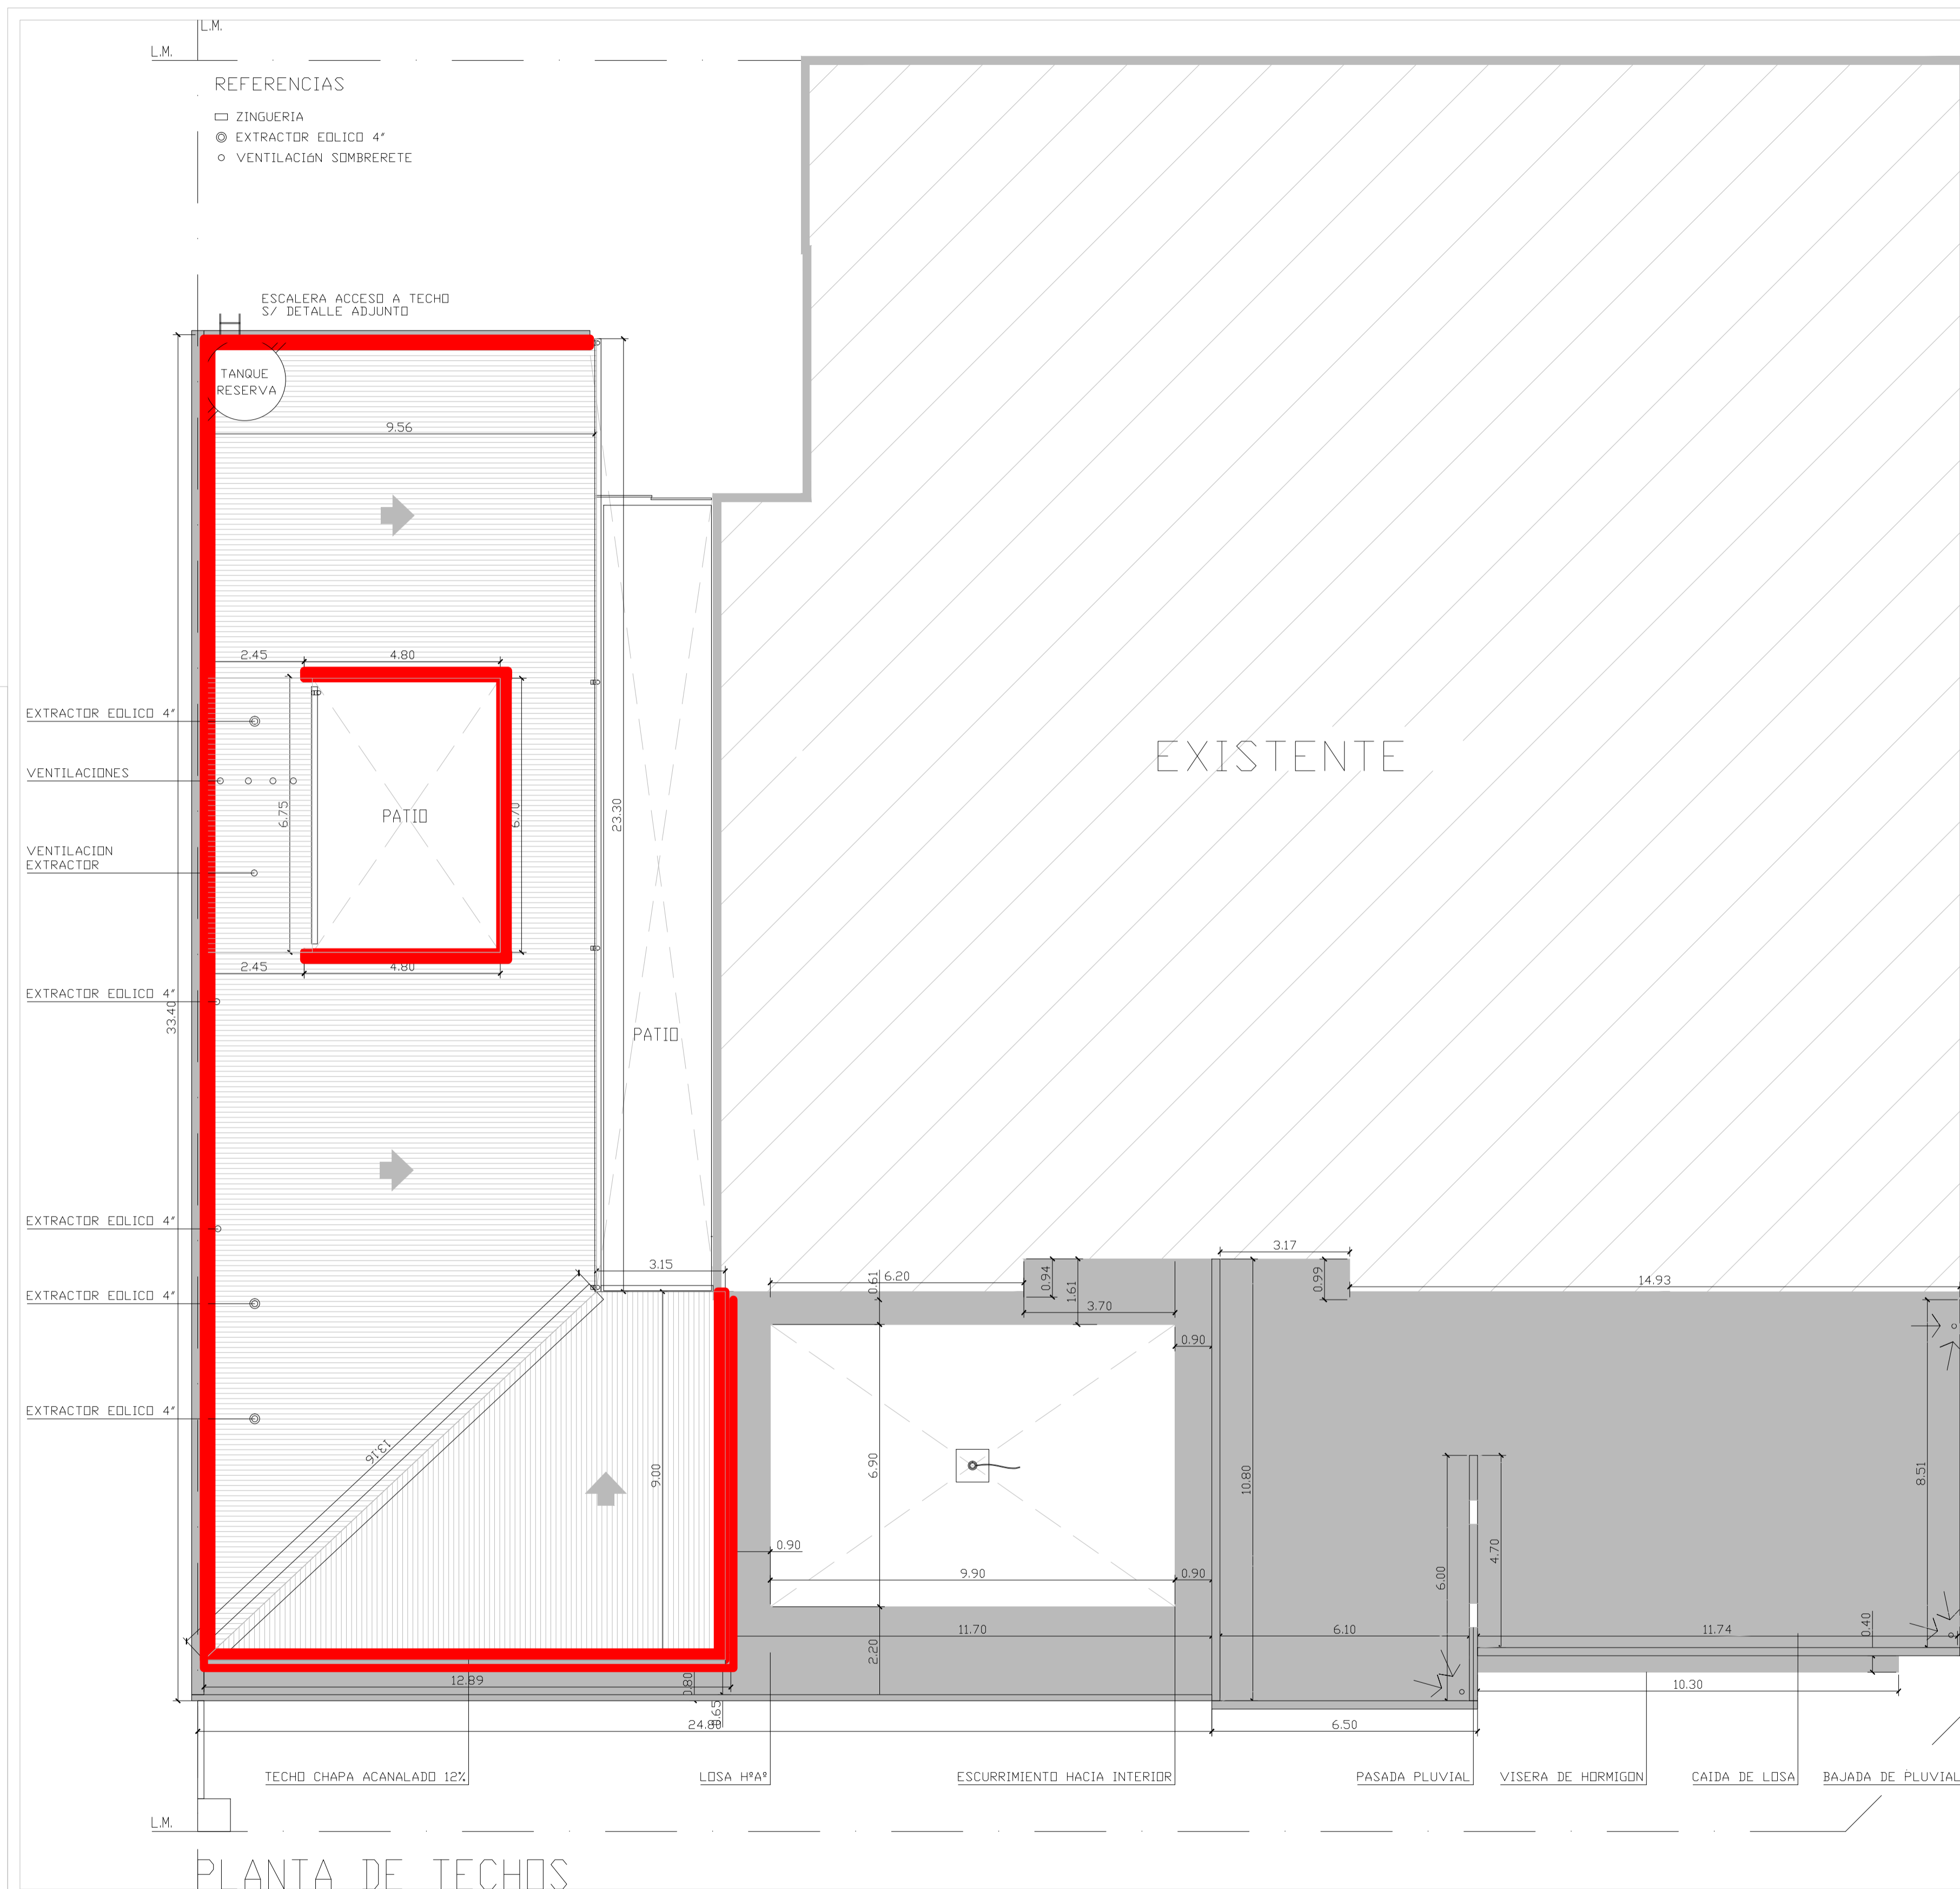 L.M.
L.M.
REFERENCIAS
ZINGUERIA
EXTRACTOR EOLICO 4"
VENTILACIÓN SOMBRERETE
ESCALERA ACCESO A TECHO
S/ DETALLE ADJUNTO
TANQUE
RESERVA
9.56
2.45
4.80
EXTRACTOR EOLICO 4"
EXISTENTE
VENTILACIONES
6.75
PATIO
6.70
23.30
VENTILACION
EXTRACTOR
2.45
4.80
EXTRACTOR EOLICO 4"
33.40
PATIO
EXTRACTOR EOLICO 4"
3.15
0.61
6.20
0.94
1.61
3.17
0.99
14.93
EXTRACTOR EOLICO 4"
3.70
0.90
EXTRACTOR EOLICO 4"
13.16
9.00
6.90
10.80
8.51
0.90
9.90
0.90
6.00
4.70
0.40
11.70
6.10
11.74
2.20
12.89
0.80
0.65
10.30
24.80
6.50
TECHO CHAPA ACANALADO 12%
LOSA HºAº
ESCURRIMIENTO HACIA INTERIOR
PASADA PLUVIAL
VISERA DE HORMIGON
CAIDA DE LOSA
BAJADA DE PLUVIAL
L.M.
PLANTA DE TECHOS